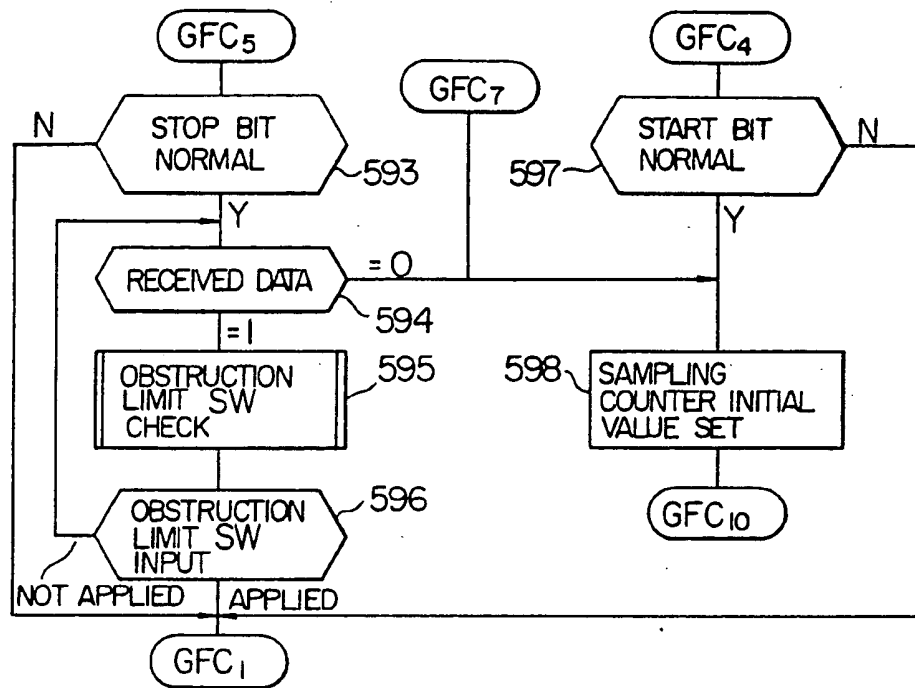 GFC5
GFC4
GFC7
N
STOP BIT
NORMAL
593
START BIT
NORMAL
N
597
Y
Y
RECEIVED DATA
= 0
594
=1
OBSTRUCTION
LIMIT SW
CHECK
595
598
SAMPLING
COUNTER INITIAL
VALUE SET
OBSTRUCTION
LIMIT SW
INPUT
596
GFC10
NOT APPLIED
APPLIED
GFC1